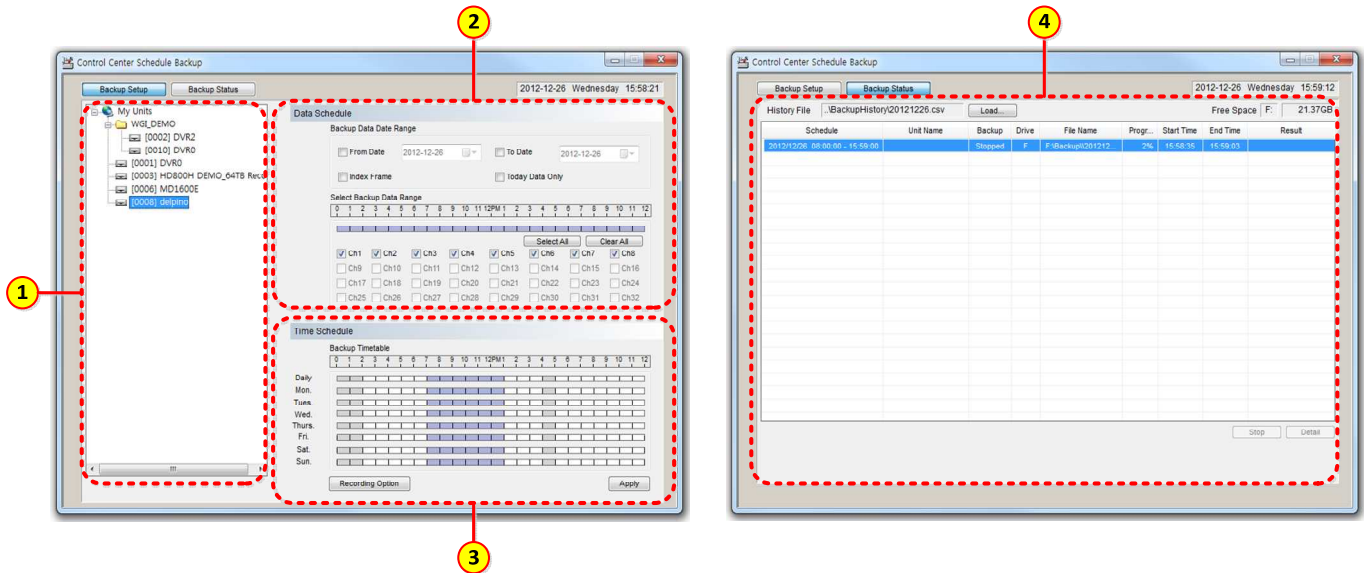 2
4
Control Center Schedule Backup
Backup Setup Backup Status 2012-12-26 Wednesday 15:58:21
My Units
WGI_DEMO
[0002] DVR2
[0010] DVR0
[0001] DVR0
[0003] HD800H DEMO_64TB Reco
[0006] MD1600E
[0008] delpino
1
Data Schedule
Backup Data Date Range
From Date 2012-12-26 To Date 2012-12-26
Index Frame Today Data Only
Select Backup Data Range
0 1 2 3 4 5 6 7 8 9 10 11 12PM 1 2 3 4 5 6 7 8 9 10 11 12
Select All Clear All
Ch1 Ch2 Ch3 Ch4 Ch5 Ch6 Ch7 Ch8
Ch9 Ch10 Ch11 Ch12 Ch13 Ch14 Ch15 Ch16
Ch17 Ch18 Ch19 Ch20 Ch21 Ch22 Ch23 Ch24
Ch25 Ch26 Ch27 Ch28 Ch29 Ch30 Ch31 Ch32
Time Schedule
Backup Timetable
0 1 2 3 4 5 6 7 8 9 10 11 12PM 1 2 3 4 5 6 7 8 9 10 11 12
Daily
Mon.
Tues.
Wed.
Thurs.
Fri.
Sat.
Sun.
Recording Option Apply
3
Control Center Schedule Backup
Backup Setup Backup Status 2012-12-26 Wednesday 15:59:12
History File ..\BackupHistory\20121226.csv Load... Free Space F: 21.37GB
Schedule Unit Name Backup Drive File Name Progr... Start Time End Time Result
2012/12/26 08:00:00 - 15:59:00 Stopped F F:\Backup\201212... 2% 15:58:35 15:59:03
Stop Detail